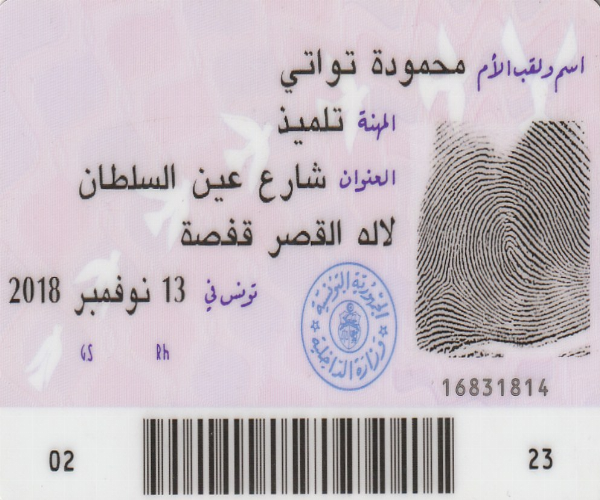 اسم ولقب الأم محمودة تواتي
المهنة تلميذ
العنوان شارع عين السلطان
لاله القصر قفصة
تونس في 13 نوفمبر 2018
GS Rh
الجمهورية التونسية
وزارة الداخلية
16831814
02 23